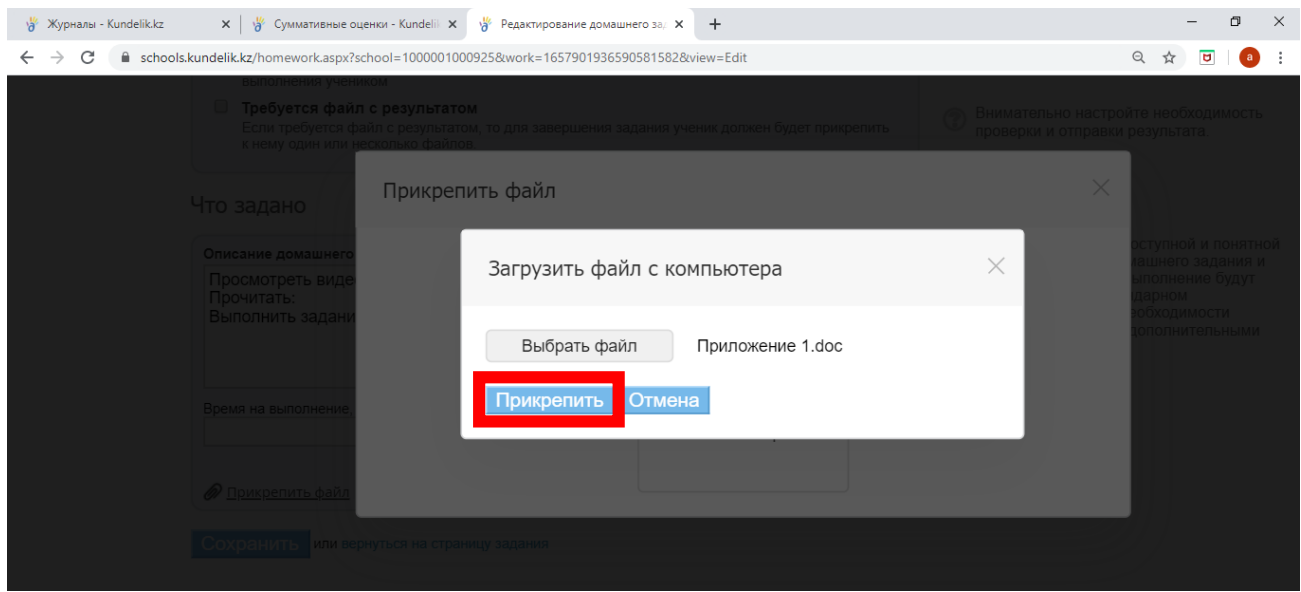 Журналы - Kundelik.kz
Суммативные оценки - Kundeli
Редактирование домашнего за
schools.kundelik.kz/homework.aspx?school=1000001000925&work=1657901936590581582&view=Edit
a
выполнения учеником
Требуется файл с результатом
Если требуется файл с результатом, то для завершения задания ученик должен будет прикрепить
к нему один или несколько файлов.
Внимательно настройте необходимость
проверки и отправки результата.
Прикрепить файл
Что задано
Описание домашнего
Просмотреть виде
Прочитать:
Выполнить задани
оступной и понятной
машнего задания и
ыполнение будут
дарном
еобходимости
дополнительными
Загрузить файл с компьютера
Выбрать файл Приложение 1.doc
Прикрепить Отмена
Время на выполнение,
Прикрепить файл
Сохранить или вернуться на страницу задания